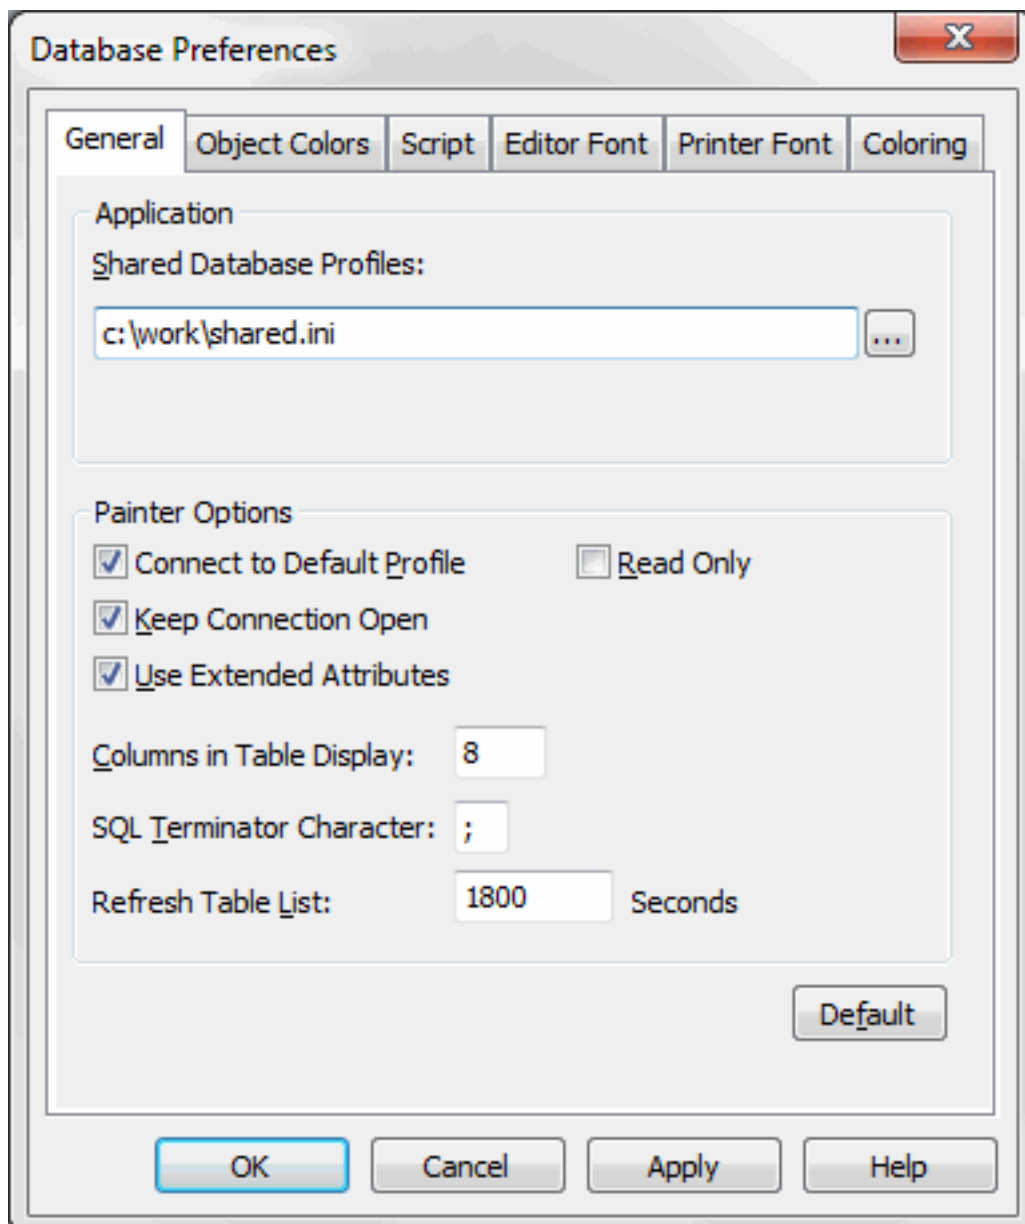 Database Preferences
General Object Colors Script Editor Font Printer Font Coloring
Application
Shared Database Profiles:
c:\work\shared.ini ...
Painter Options
Connect to Default Profile Read Only
Keep Connection Open
Use Extended Attributes
Columns in Table Display: 8
SQL Terminator Character: ;
Refresh Table List: 1800 Seconds
Default
OK Cancel Apply Help